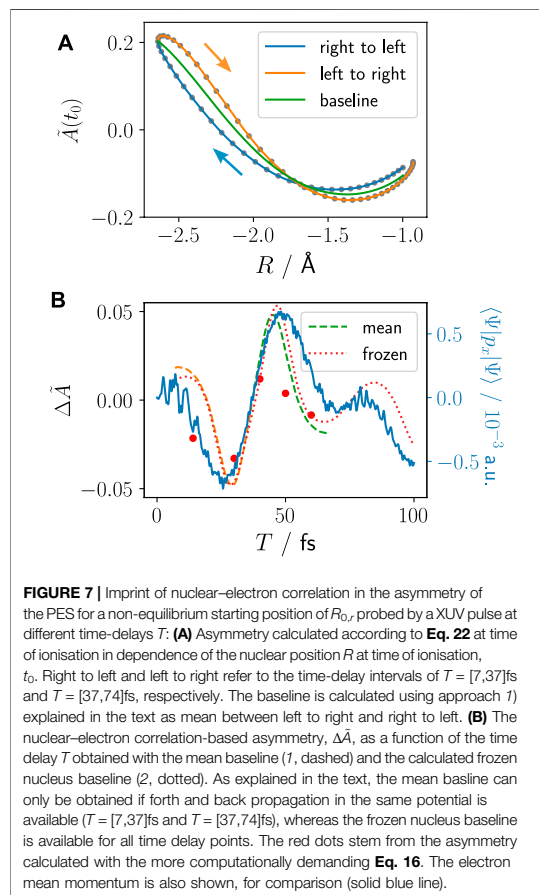 A
right to left
left to right
baseline
0.2
0.0
−0.2
Ã(t₀)
−2.5 −2.0 −1.5 −1.0
R / Å
B
mean
frozen
0.05
0.00
−0.05
ΔÃ
0.5
0.0
−0.5
⟨Ψ|pₓ|Ψ⟩ / 10⁻³ a.u.
0 50 100
T / fs
FIGURE 7 | Imprint of nuclear–electron correlation in the asymmetry of
the PES for a non-equilibrium starting position of R₀,ᵣ probed by a XUV pulse at
different time-delays T: (A) Asymmetry calculated according to Eq. 22 at time
of ionisation in dependence of the nuclear position R at time of ionisation,
t₀. Right to left and left to right refer to the time-delay intervals of T = [7,37]fs
and T = [37,74]fs, respectively. The baseline is calculated using approach 1)
explained in the text as mean between left to right and right to left. (B) The
nuclear–electron correlation-based asymmetry, ΔÃ, as a function of the time
delay T obtained with the mean baseline (1, dashed) and the calculated frozen
nucleus baseline (2, dotted). As explained in the text, the mean basline can
only be obtained if forth and back propagation in the same potential is
available (T = [7,37]fs and T = [37,74]fs), whereas the frozen nucleus baseline
is available for all time delay points. The red dots stem from the asymmetry
calculated with the more computationally demanding Eq. 16. The electron
mean momentum is also shown, for comparison (solid blue line).